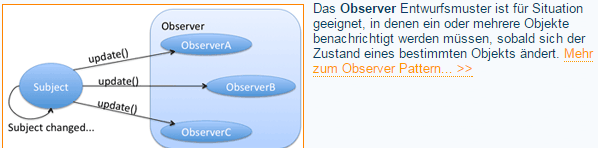 Observer
ObserverA
update()
Subject
update()
ObserverB
update()
Subject changed...
ObserverC
Das Observer Entwurfsmuster ist für Situation
geeignet, in denen ein oder mehrere Objekte
benachrichtigt werden müssen, sobald sich der
Zustand eines bestimmten Objekts ändert. Mehr
zum Observer Pattern... >>